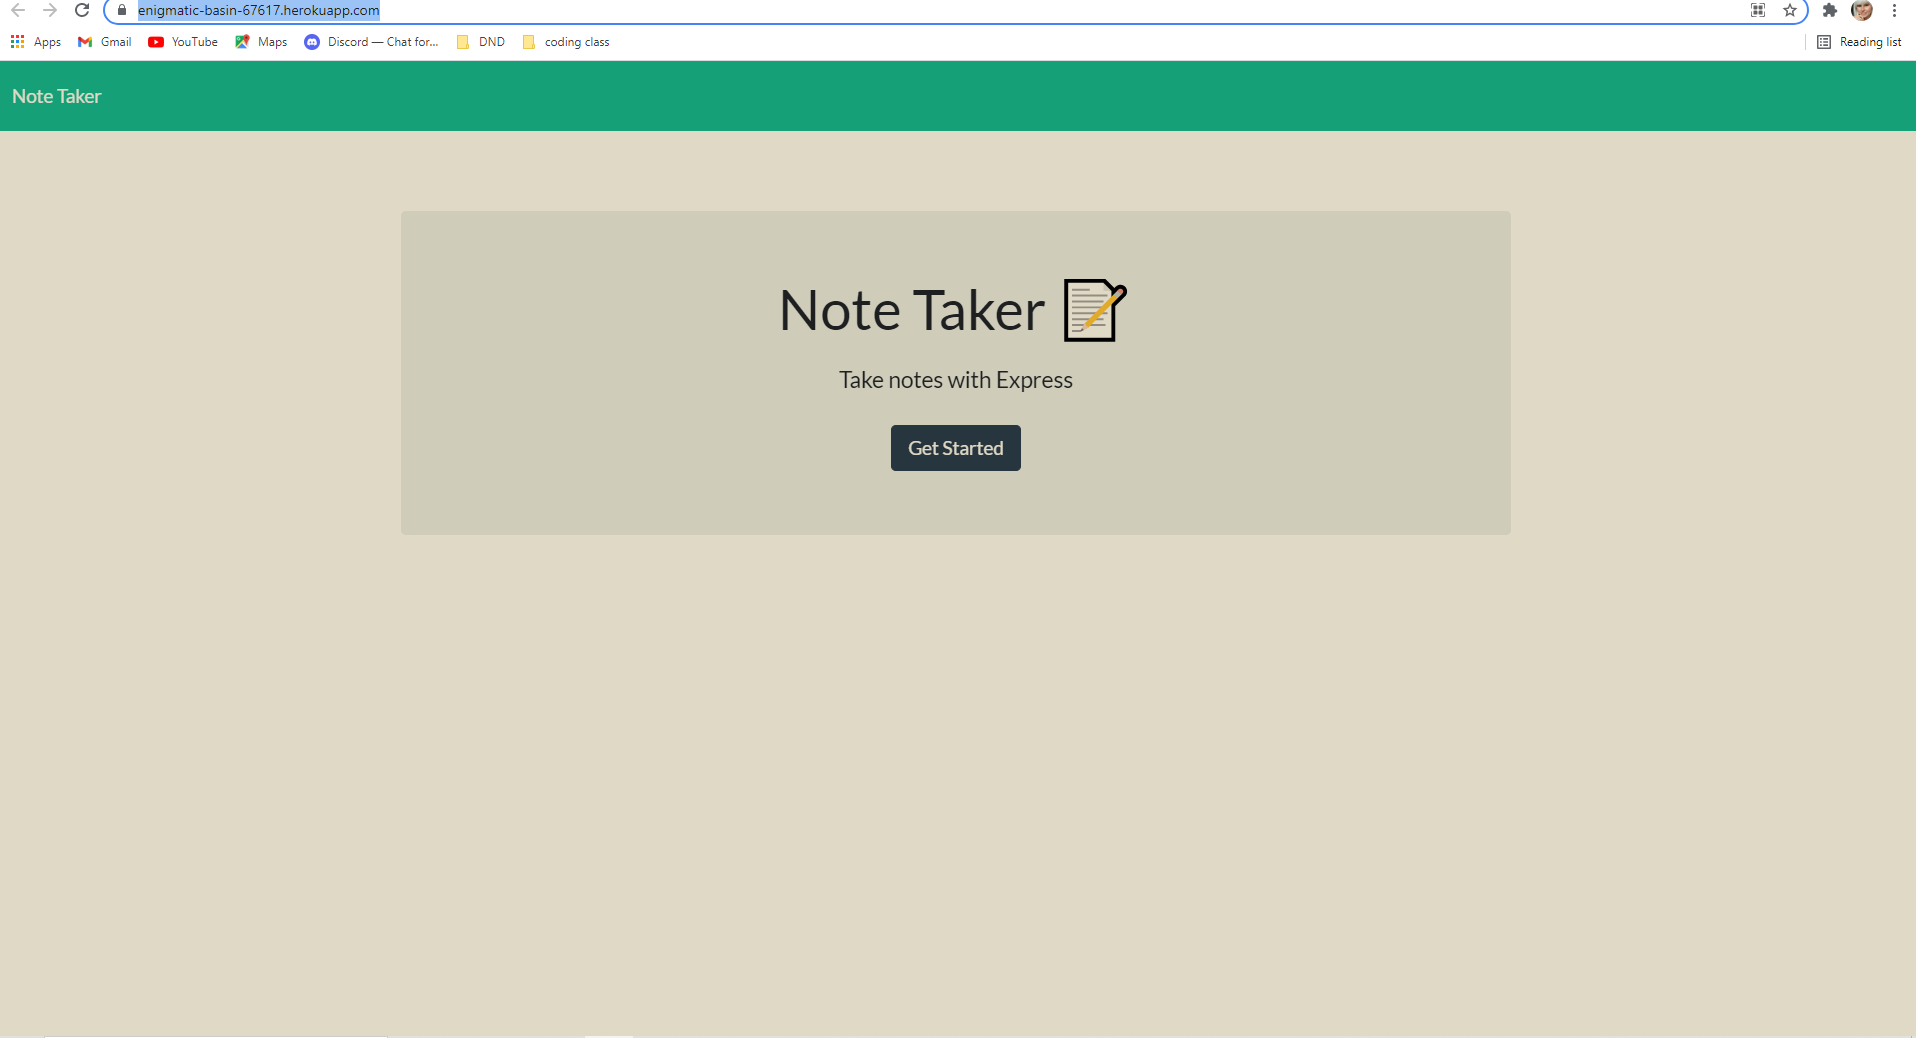 enigmatic-basin-67617.herokuapp.com
Apps Gmail YouTube Maps Discord — Chat for... DND coding class Reading list
Note Taker
Note Taker
Take notes with Express
Get Started